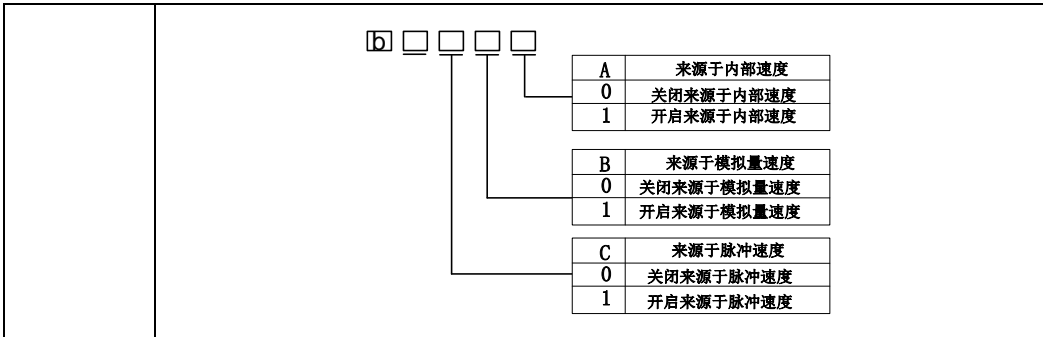 b
A 来源于内部速度
0 关闭来源于内部速度
1 开启来源于内部速度
B 来源于模拟量速度
0 关闭来源于模拟量速度
1 开启来源于模拟量速度
C 来源于脉冲速度
0 关闭来源于脉冲速度
1 开启来源于脉冲速度